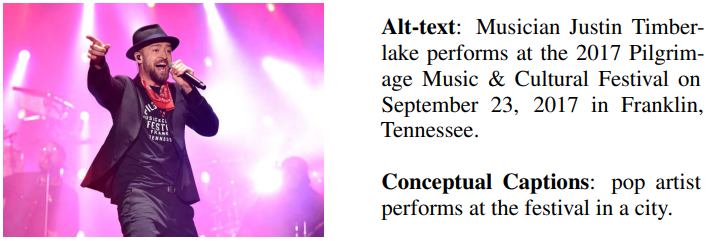 FESTI
Alt-text: Musician Justin Timber-
lake performs at the 2017 Pilgrim-
age Music & Cultural Festival on
September 23, 2017 in Franklin,
Tennessee.
Conceptual Captions: pop artist
performs at the festival in a city.